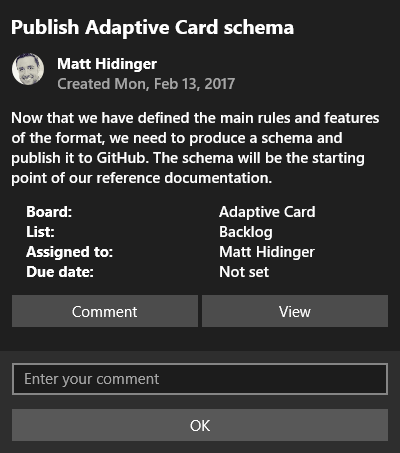 Publish Adaptive Card schema
Matt Hidinger
Created Mon, Feb 13, 2017
Now that we have defined the main rules and features
of the format, we need to produce a schema and
publish it to GitHub. The schema will be the starting
point of our reference documentation.
Board: Adaptive Card
List: Backlog
Assigned to: Matt Hidinger
Due date: Not set
Comment View
Enter your comment
OK